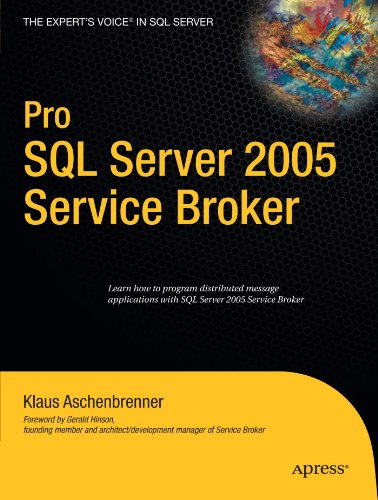 THE EXPERT'S VOICE® IN SQL SERVER
Pro
SQL Server 2005
Service Broker
Learn how to program distributed message
applications with SQL Server 2005 Service Broker
Klaus Aschenbrenner
Foreword by Gerald Hinson,
founding member and architect/development manager of Service Broker
Apress®